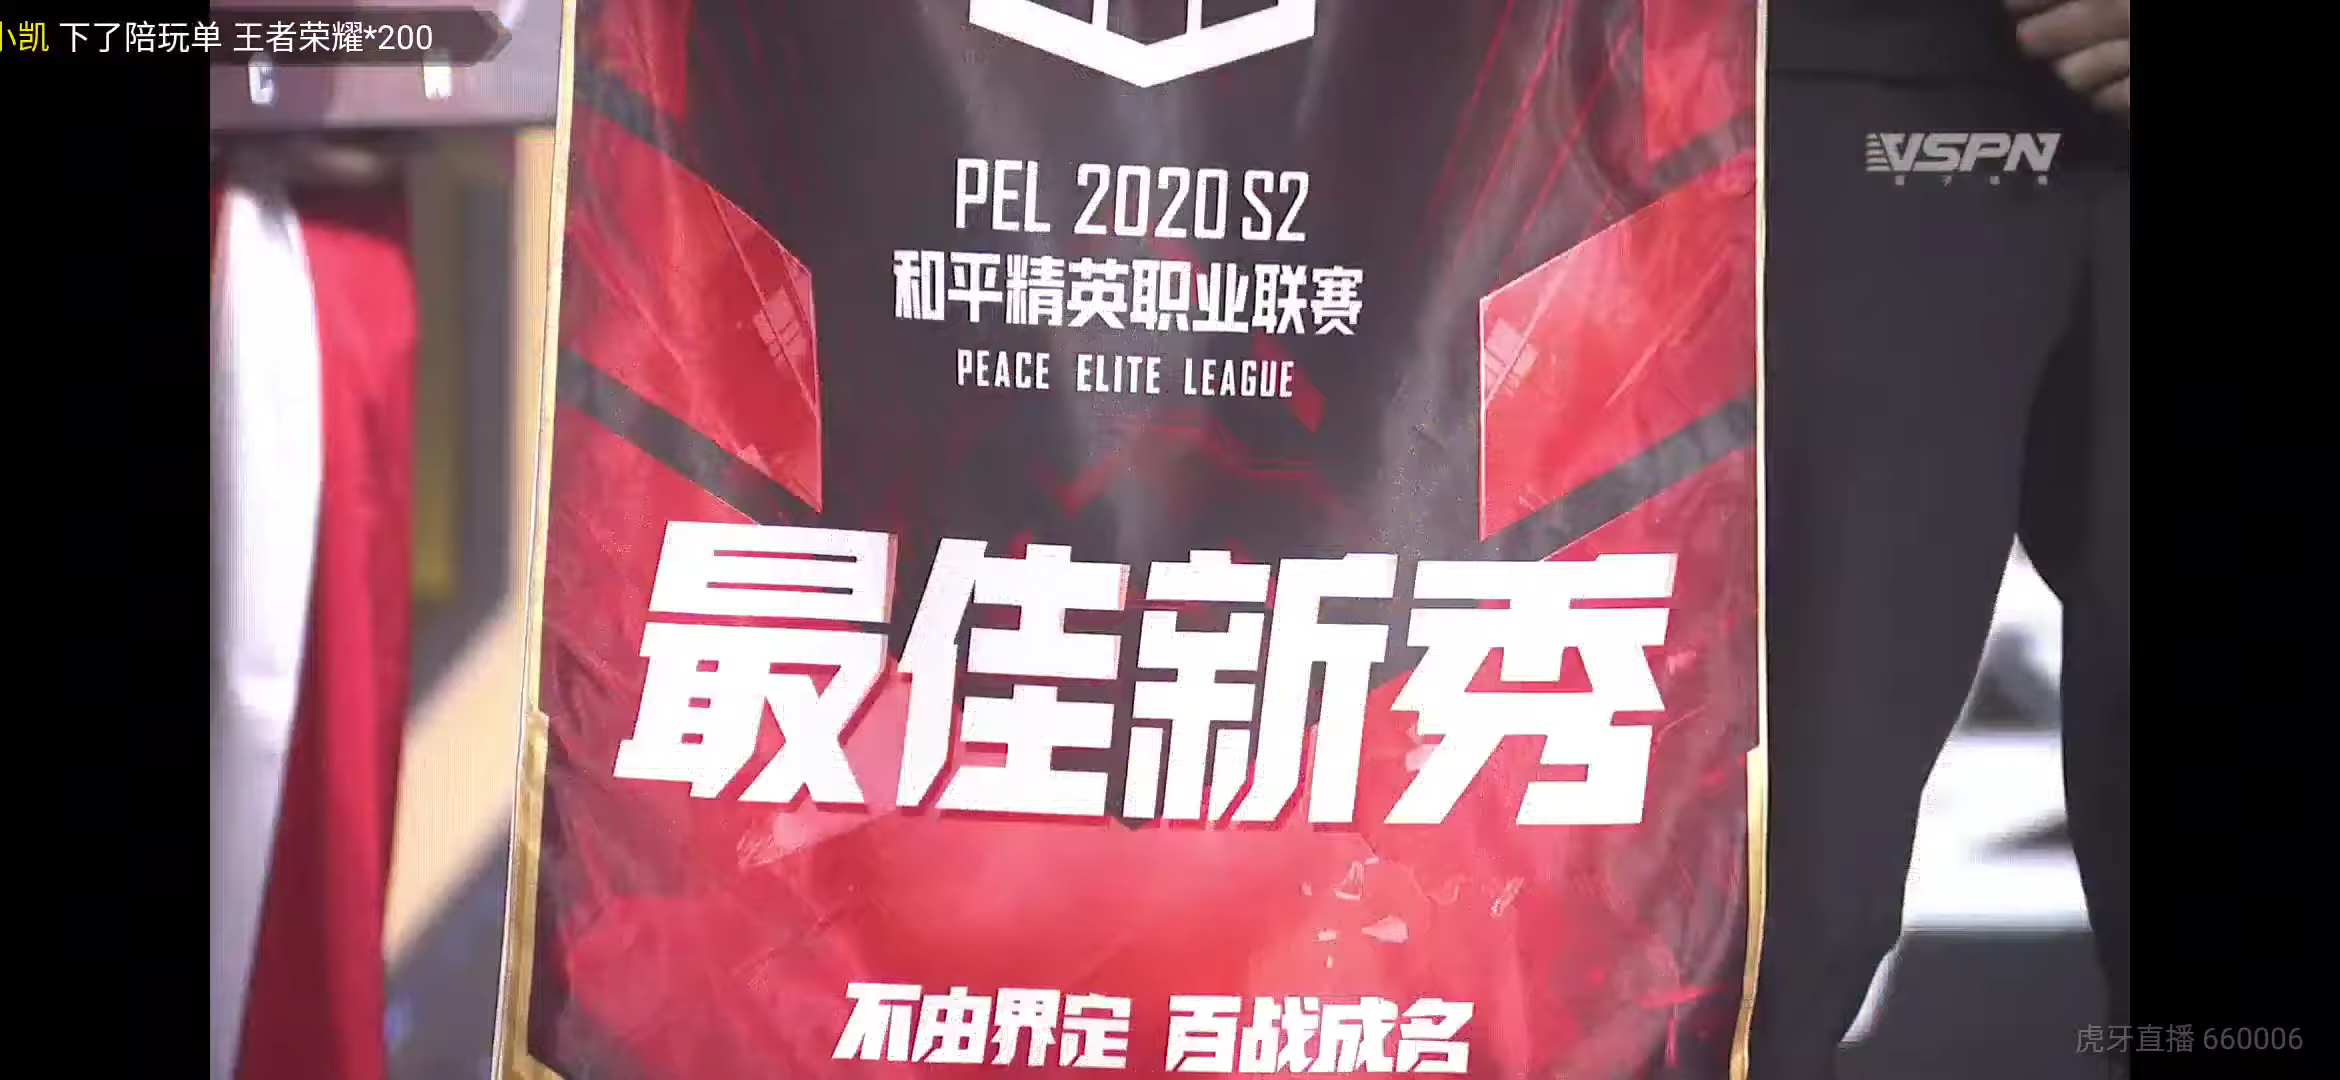 小凯 下了陪玩单 王者荣耀*200
VSPN
PEL 2020 S2
和平精英职业联赛
PEACE ELITE LEAGUE
最佳新秀
不由界定 百战成名
虎牙直播 660006